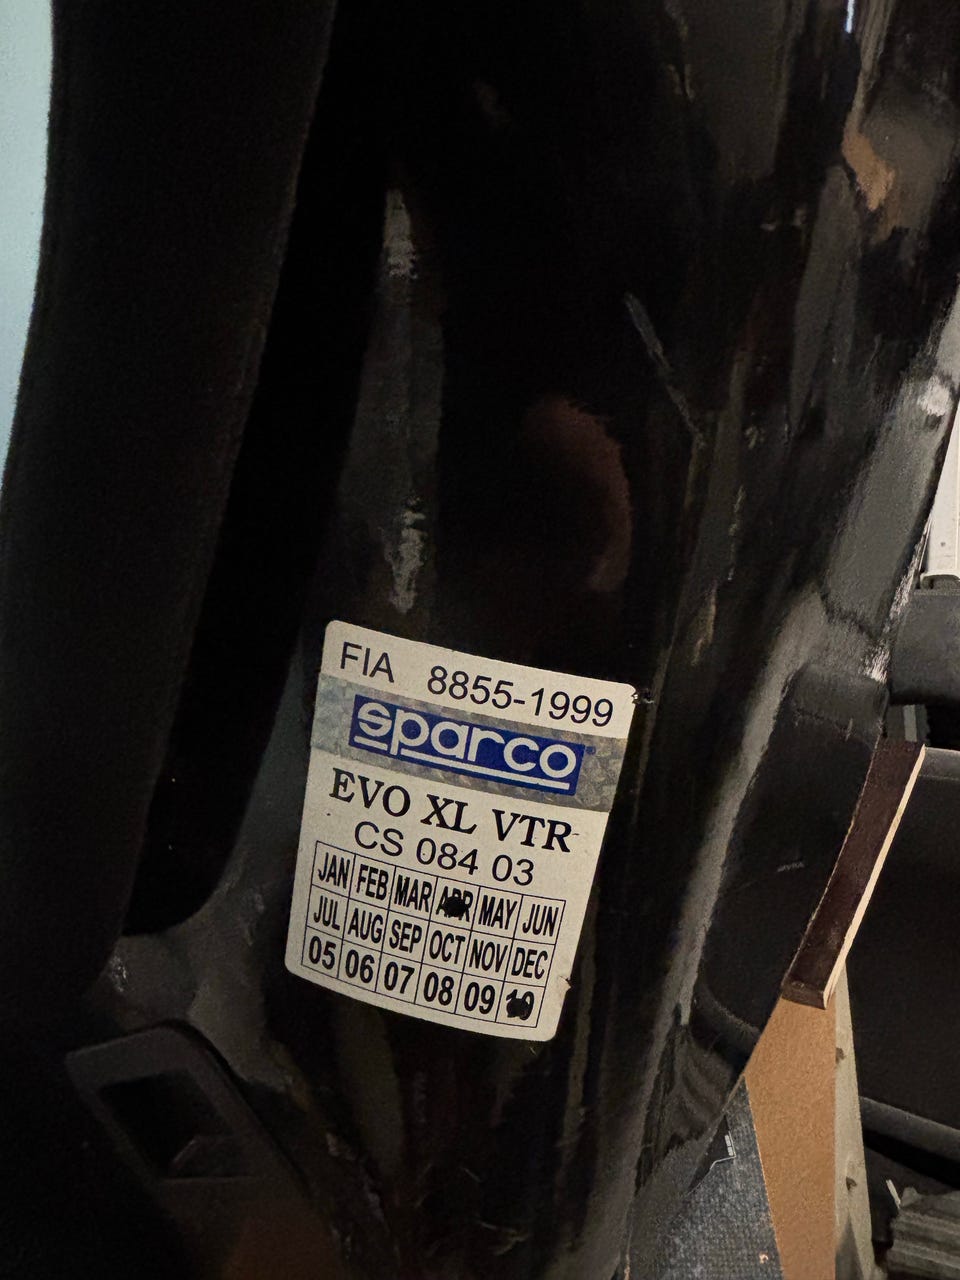 FIA 8855-1999
sparco
EVO XL VTR
CS 084 03
JAN FEB MAR APR MAY JUN
JUL AUG SEP OCT NOV DEC
05 06 07 08 09 10